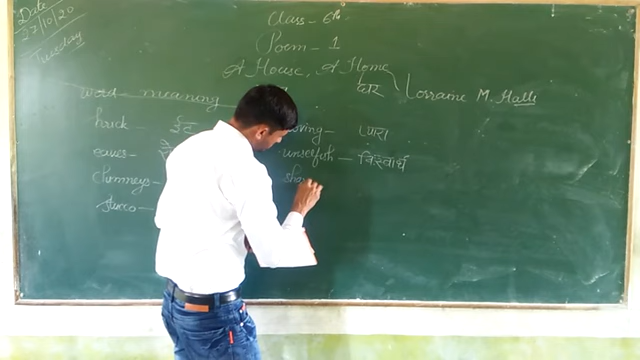 Date
27/10/20
Tuesday
Class - 6th
Poem - 1
A House, A Home
Lorraine M. Halli
word - meaning
brick - ईंट
eaves -
chimneys -
stucco -
घर
loving - प्यारा
unselfish - निस्वार्थ
sha